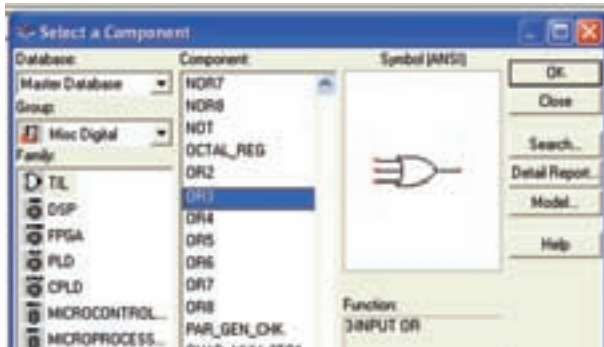 Select a Component
Database:
Master Database
Group:
Misc Digital
Family:
TIL
DSP
FPGA
PLD
CPLD
MICROCONTROL...
MICROPROCESS...
Component:
NOR7
NOR8
NOT
OCTAL_REG
OR2
OR3
OR4
OR5
OR6
OR7
OR8
PAR_GEN_CHK
Symbol (ANSI)
Function:
3-INPUT OR
OK
Close
Search...
Detail Report...
Model...
Help